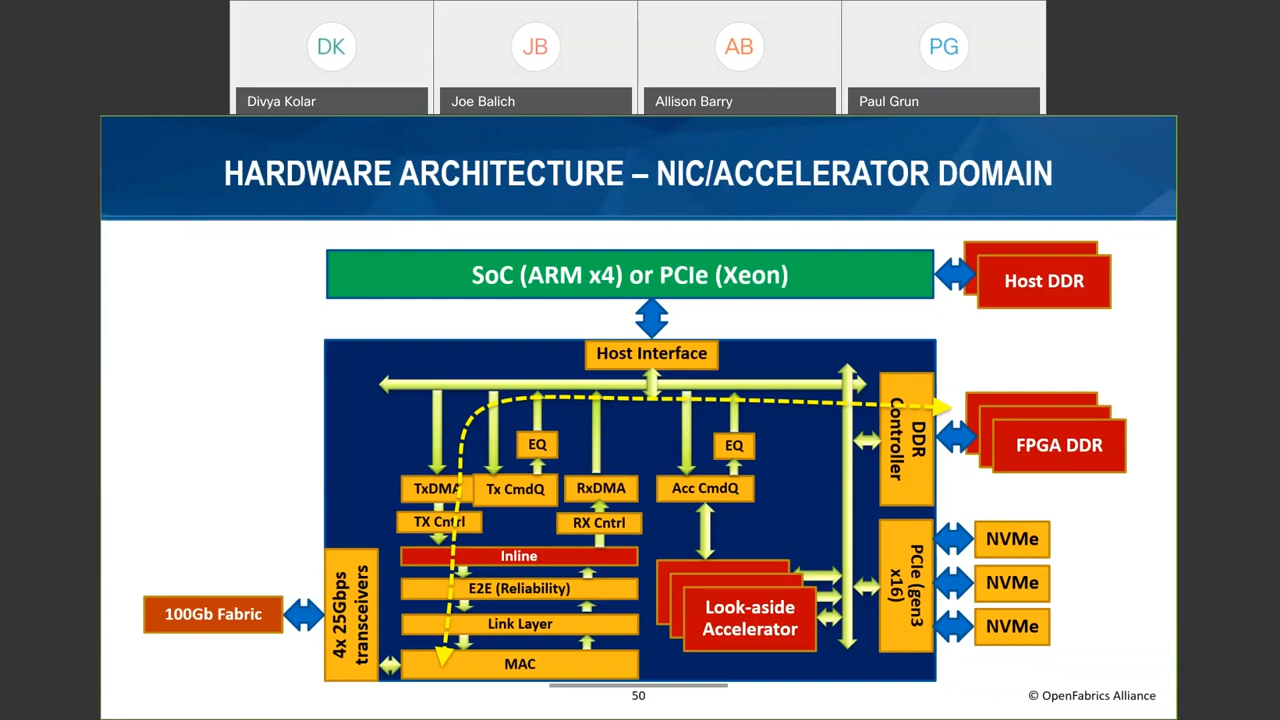 DK
JB
AB
PG
Divya Kolar
Joe Balich
Allison Barry
Paul Grun
HARDWARE ARCHITECTURE – NIC/ACCELERATOR DOMAIN
SoC (ARM x4) or PCIe (Xeon)
Host DDR
Host Interface
DDR
Controller
FPGA DDR
EQ
EQ
TxDMA
Tx CmdQ
RxDMA
Acc CmdQ
TX Cntrl
RX Cntrl
Inline
E2E (Reliability)
Link Layer
MAC
4x 25Gbps
transceivers
100Gb Fabric
Look-aside
Accelerator
PCIe (gen3
x16)
NVMe
NVMe
NVMe
50
© OpenFabrics Alliance